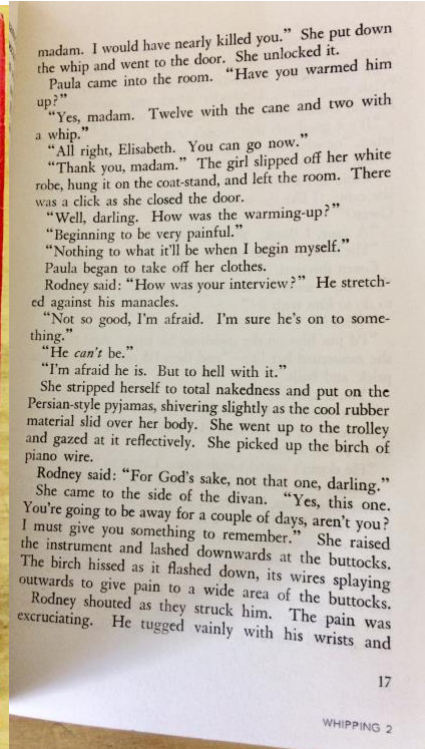 madam. I would have nearly killed you.” She put down
the whip and went to the door. She unlocked it.
Paula came into the room. “Have you warmed him
up?”
“Yes, madam. Twelve with the cane and two with
a whip.”
“All right, Elisabeth. You can go now.”
“Thank you, madam.” The girl slipped off her white
robe, hung it on the coat-stand, and left the room. There
was a click as she closed the door.
“Well, darling. How was the warming-up?”
“Beginning to be very painful.”
“Nothing to what it’ll be when I begin myself.”
Paula began to take off her clothes.
Rodney said: “How was your interview?” He stretch-
ed against his manacles.
“Not so good, I’m afraid. I’m sure he’s on to some-
thing.”
“He can’t be.”
“I’m afraid he is. But to hell with it.”
She stripped herself to total nakedness and put on the
Persian-style pyjamas, shivering slightly as the cool rubber
material slid over her body. She went up to the trolley
and gazed at it reflectively. She picked up the birch of
piano wire.
Rodney said: “For God’s sake, not that one, darling.”
She came to the side of the divan. “Yes, this one.
You’re going to be away for a couple of days, aren’t you?
I must give you something to remember.” She raised
the instrument and lashed downwards at the buttocks.
The birch hissed as it flashed down, its wires splaying
outwards to give pain to a wide area of the buttocks.
Rodney shouted as they struck him. The pain was
excruciating. He tugged vainly with his wrists and
17
WHIPPING 2